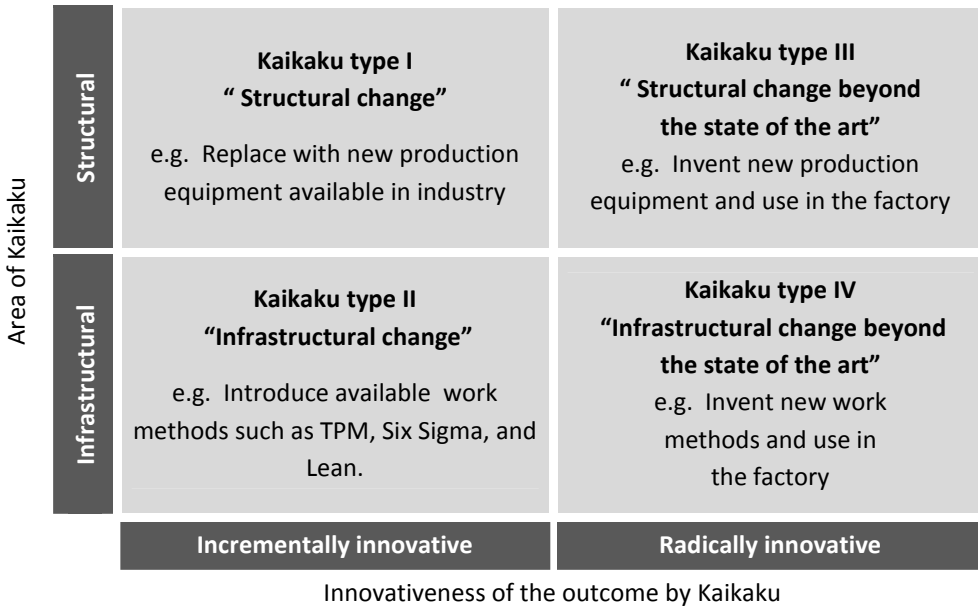 Area of Kaikaku
Structural
Kaikaku type I
“ Structural change”
e.g.  Replace with new production
equipment available in industry
Kaikaku type III
“ Structural change beyond
the state of the art”
e.g.  Invent new production
equipment and use in the factory
Infrastructural
Kaikaku type II
“Infrastructural change”
e.g.  Introduce available  work
methods such as TPM, Six Sigma, and
Lean.
Kaikaku type IV
“Infrastructural change beyond
the state of the art”
e.g.  Invent new work
methods and use in
the factory
Incrementally innovative
Radically innovative
Innovativeness of the outcome by Kaikaku